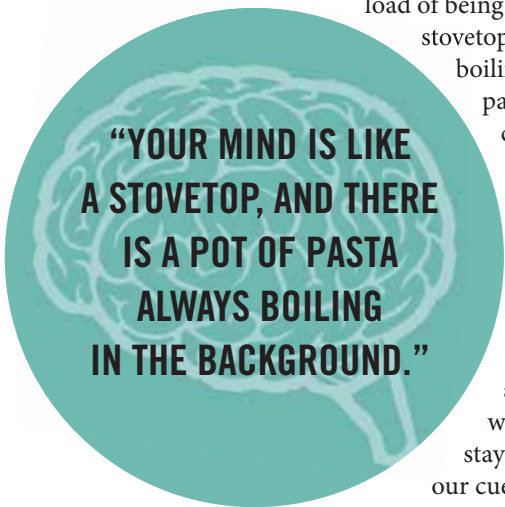 load of being
stovetop
“YOUR MIND IS LIKE
A STOVETOP, AND THERE
IS A POT OF PASTA
ALWAYS BOILING
IN THE BACKGROUND.”
stay
our cue